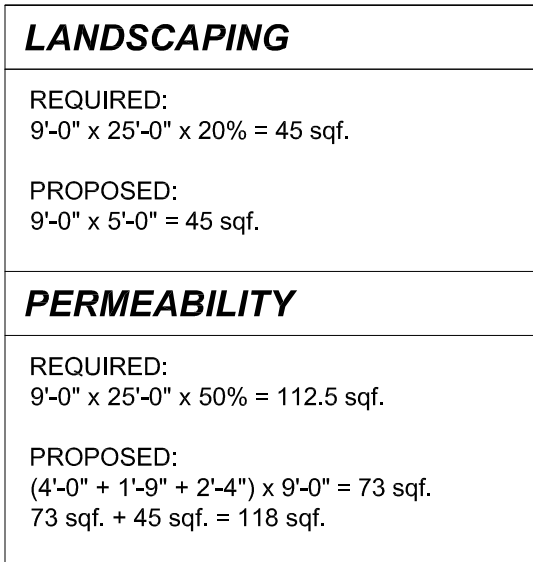 LANDSCAPING
REQUIRED:
9'-0" x 25'-0" x 20% = 45 sqf.
PROPOSED:
9'-0" x 5'-0" = 45 sqf.
PERMEABILITY
REQUIRED:
9'-0" x 25'-0" x 50% = 112.5 sqf.
PROPOSED:
(4'-0" + 1'-9" + 2'-4") x 9'-0" = 73 sqf.
73 sqf. + 45 sqf. = 118 sqf.